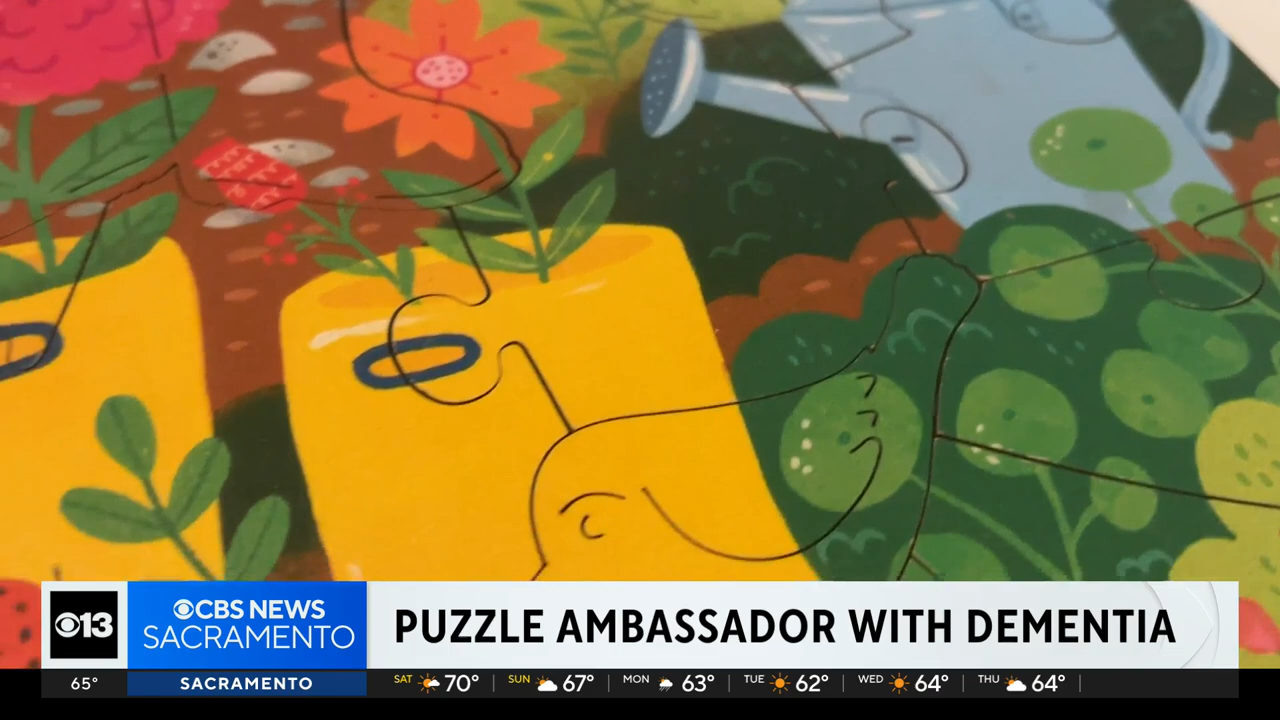 13
CBS NEWS
SACRAMENTO
PUZZLE AMBASSADOR WITH DEMENTIA
65° SACRAMENTO SAT 70° SUN 67° MON 63° TUE 62° WED 64° THU 64°